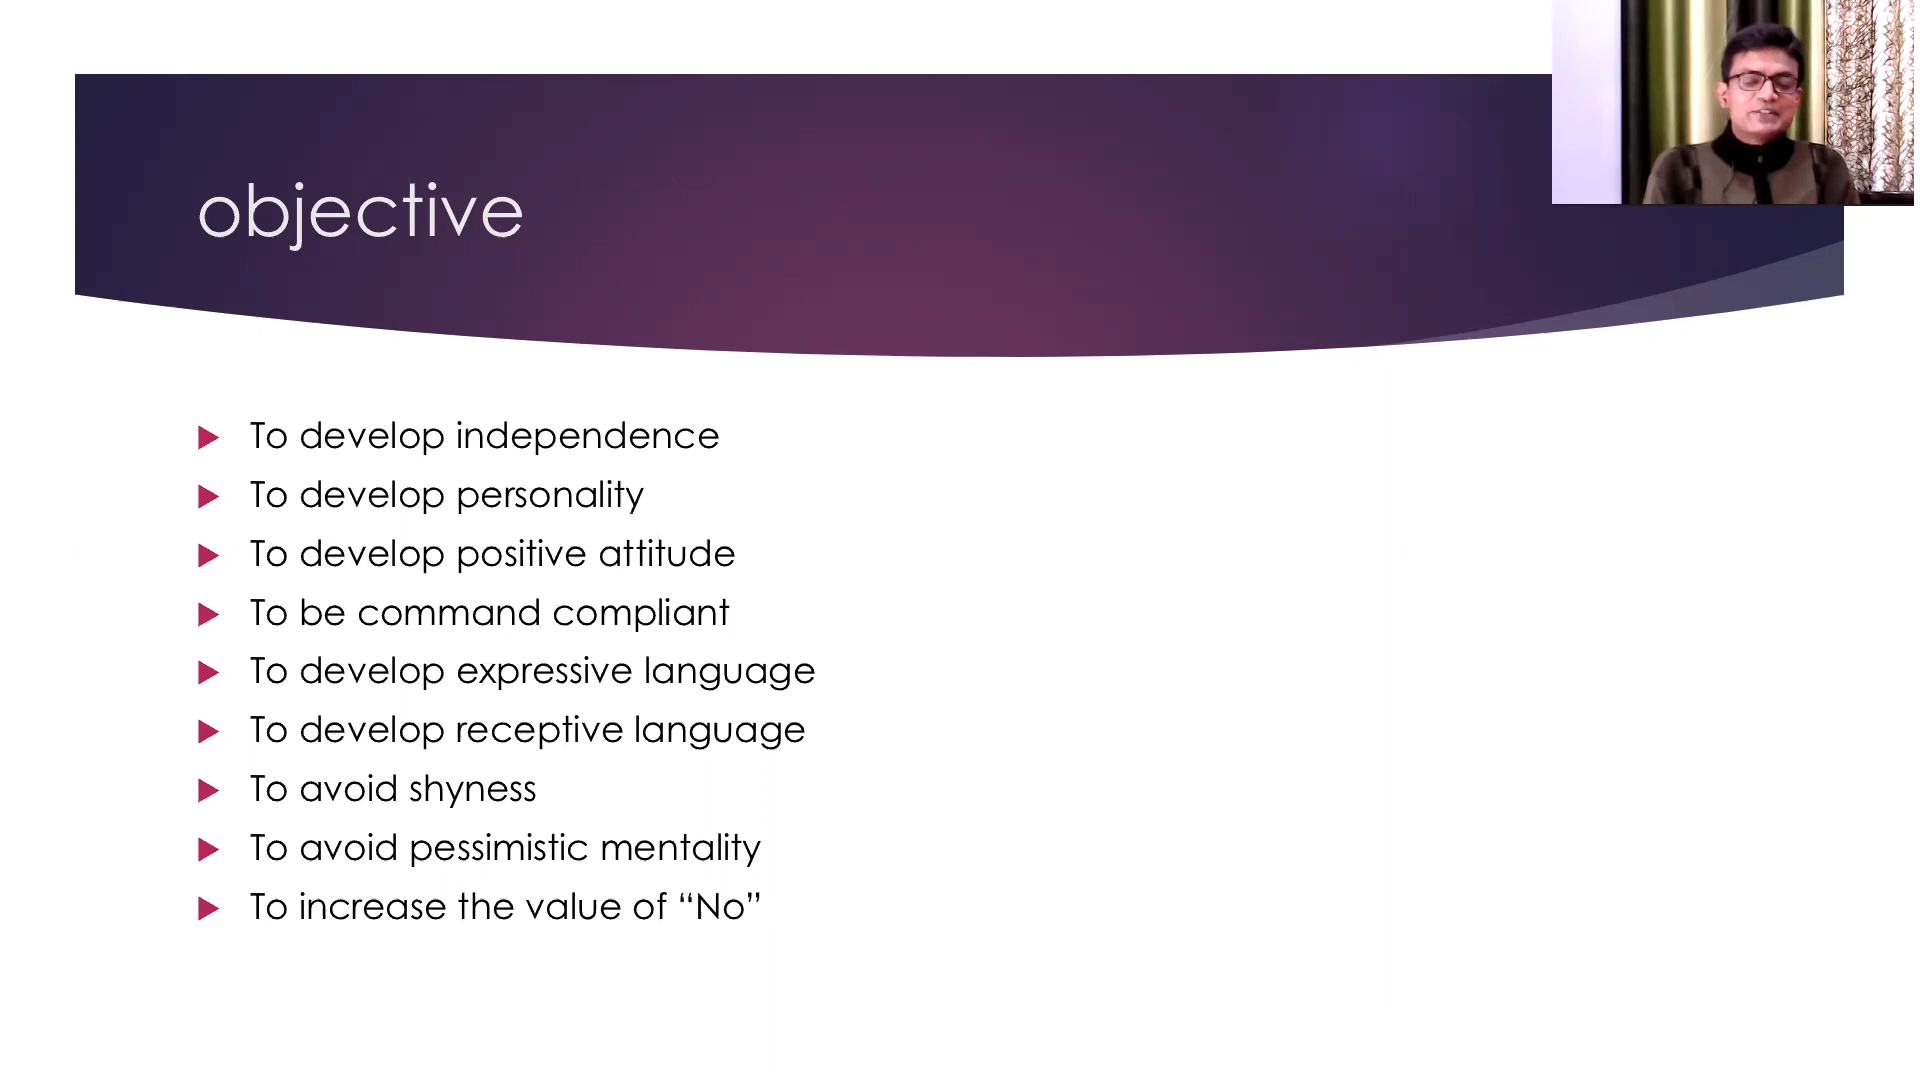 objective
To develop independence
To develop personality
To develop positive attitude
To be command compliant
To develop expressive language
To develop receptive language
To avoid shyness
To avoid pessimistic mentality
To increase the value of “No”